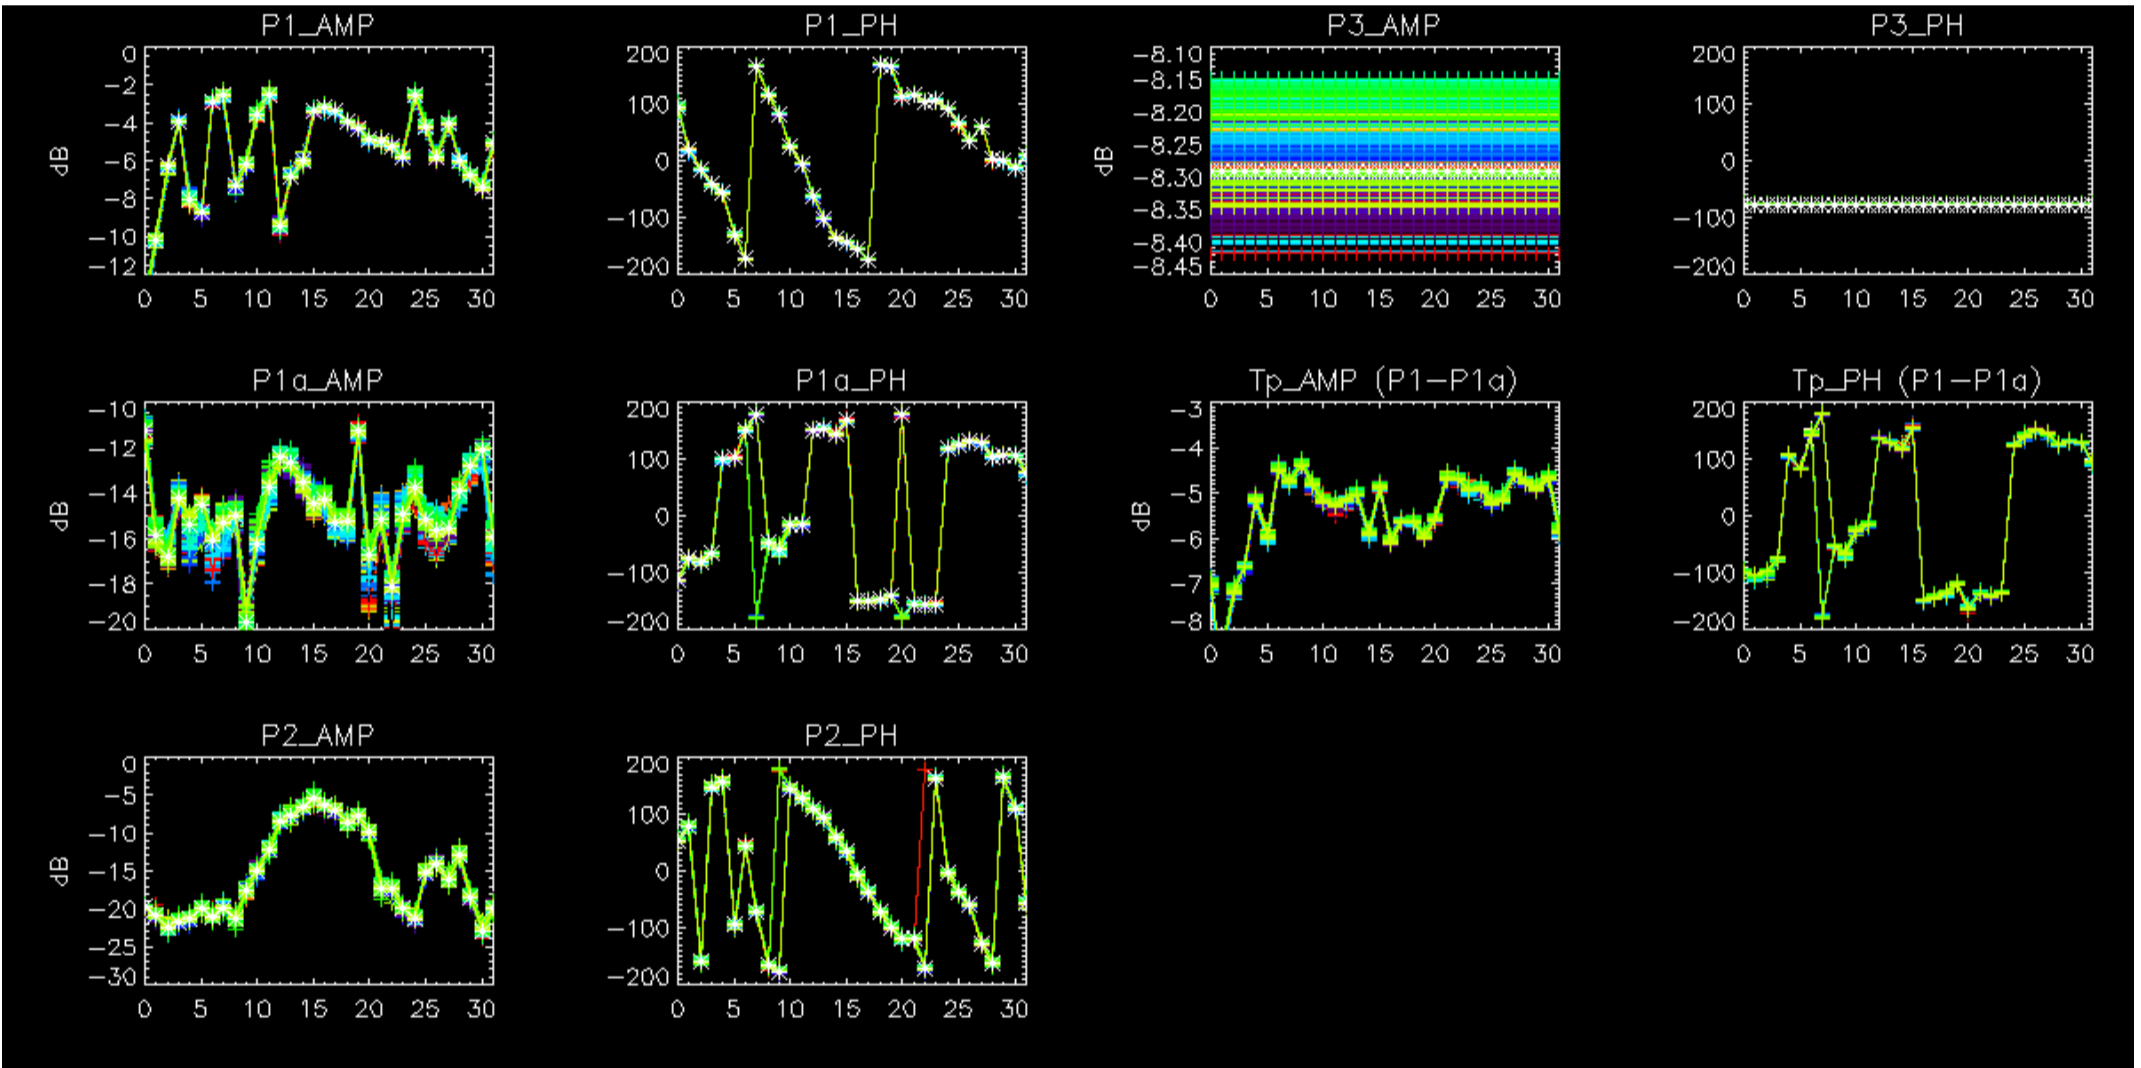 P1_AMP P1_PH P3_AMP P3_PH
dB 0 -2 -4 -6 -8 -10 -12
0 5 10 15 20 25 30
200 100 0 -100 -200
0 5 10 15 20 25 30
dB -8.10 -8.15 -8.20 -8.25 -8.30 -8.35 -8.40 -8.45
0 5 10 15 20 25 30
200 100 0 -100 -200
0 5 10 15 20 25 30
P1a_AMP P1a_PH Tp_AMP (P1-P1a) Tp_PH (P1-P1a)
dB -10 -12 -14 -16 -18 -20
0 5 10 15 20 25 30
200 100 0 -100 -200
0 5 10 15 20 25 30
dB -3 -4 -5 -6 -7 -8
0 5 10 15 20 25 30
200 100 0 -100 -200
0 5 10 15 20 25 30
P2_AMP P2_PH
dB 0 -5 -10 -15 -20 -25 -30
0 5 10 15 20 25 30
200 100 0 -100 -200
0 5 10 15 20 25 30